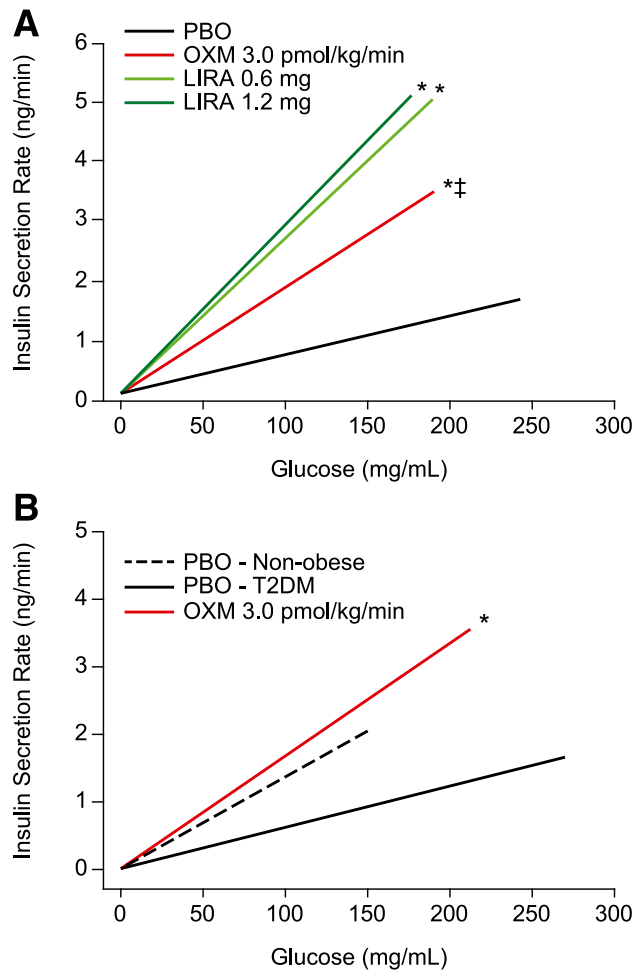 A
PBO
OXM 3.0 pmol/kg/min
LIRA 0.6 mg
LIRA 1.2 mg
* *
*‡
Insulin Secretion Rate (ng/min)
6
5
4
3
2
1
0
0 50 100 150 200 250 300
Glucose (mg/mL)
B
PBO - Non-obese
PBO - T2DM
OXM 3.0 pmol/kg/min
*
Insulin Secretion Rate (ng/min)
5
4
3
2
1
0
0 50 100 150 200 250 300
Glucose (mg/mL)